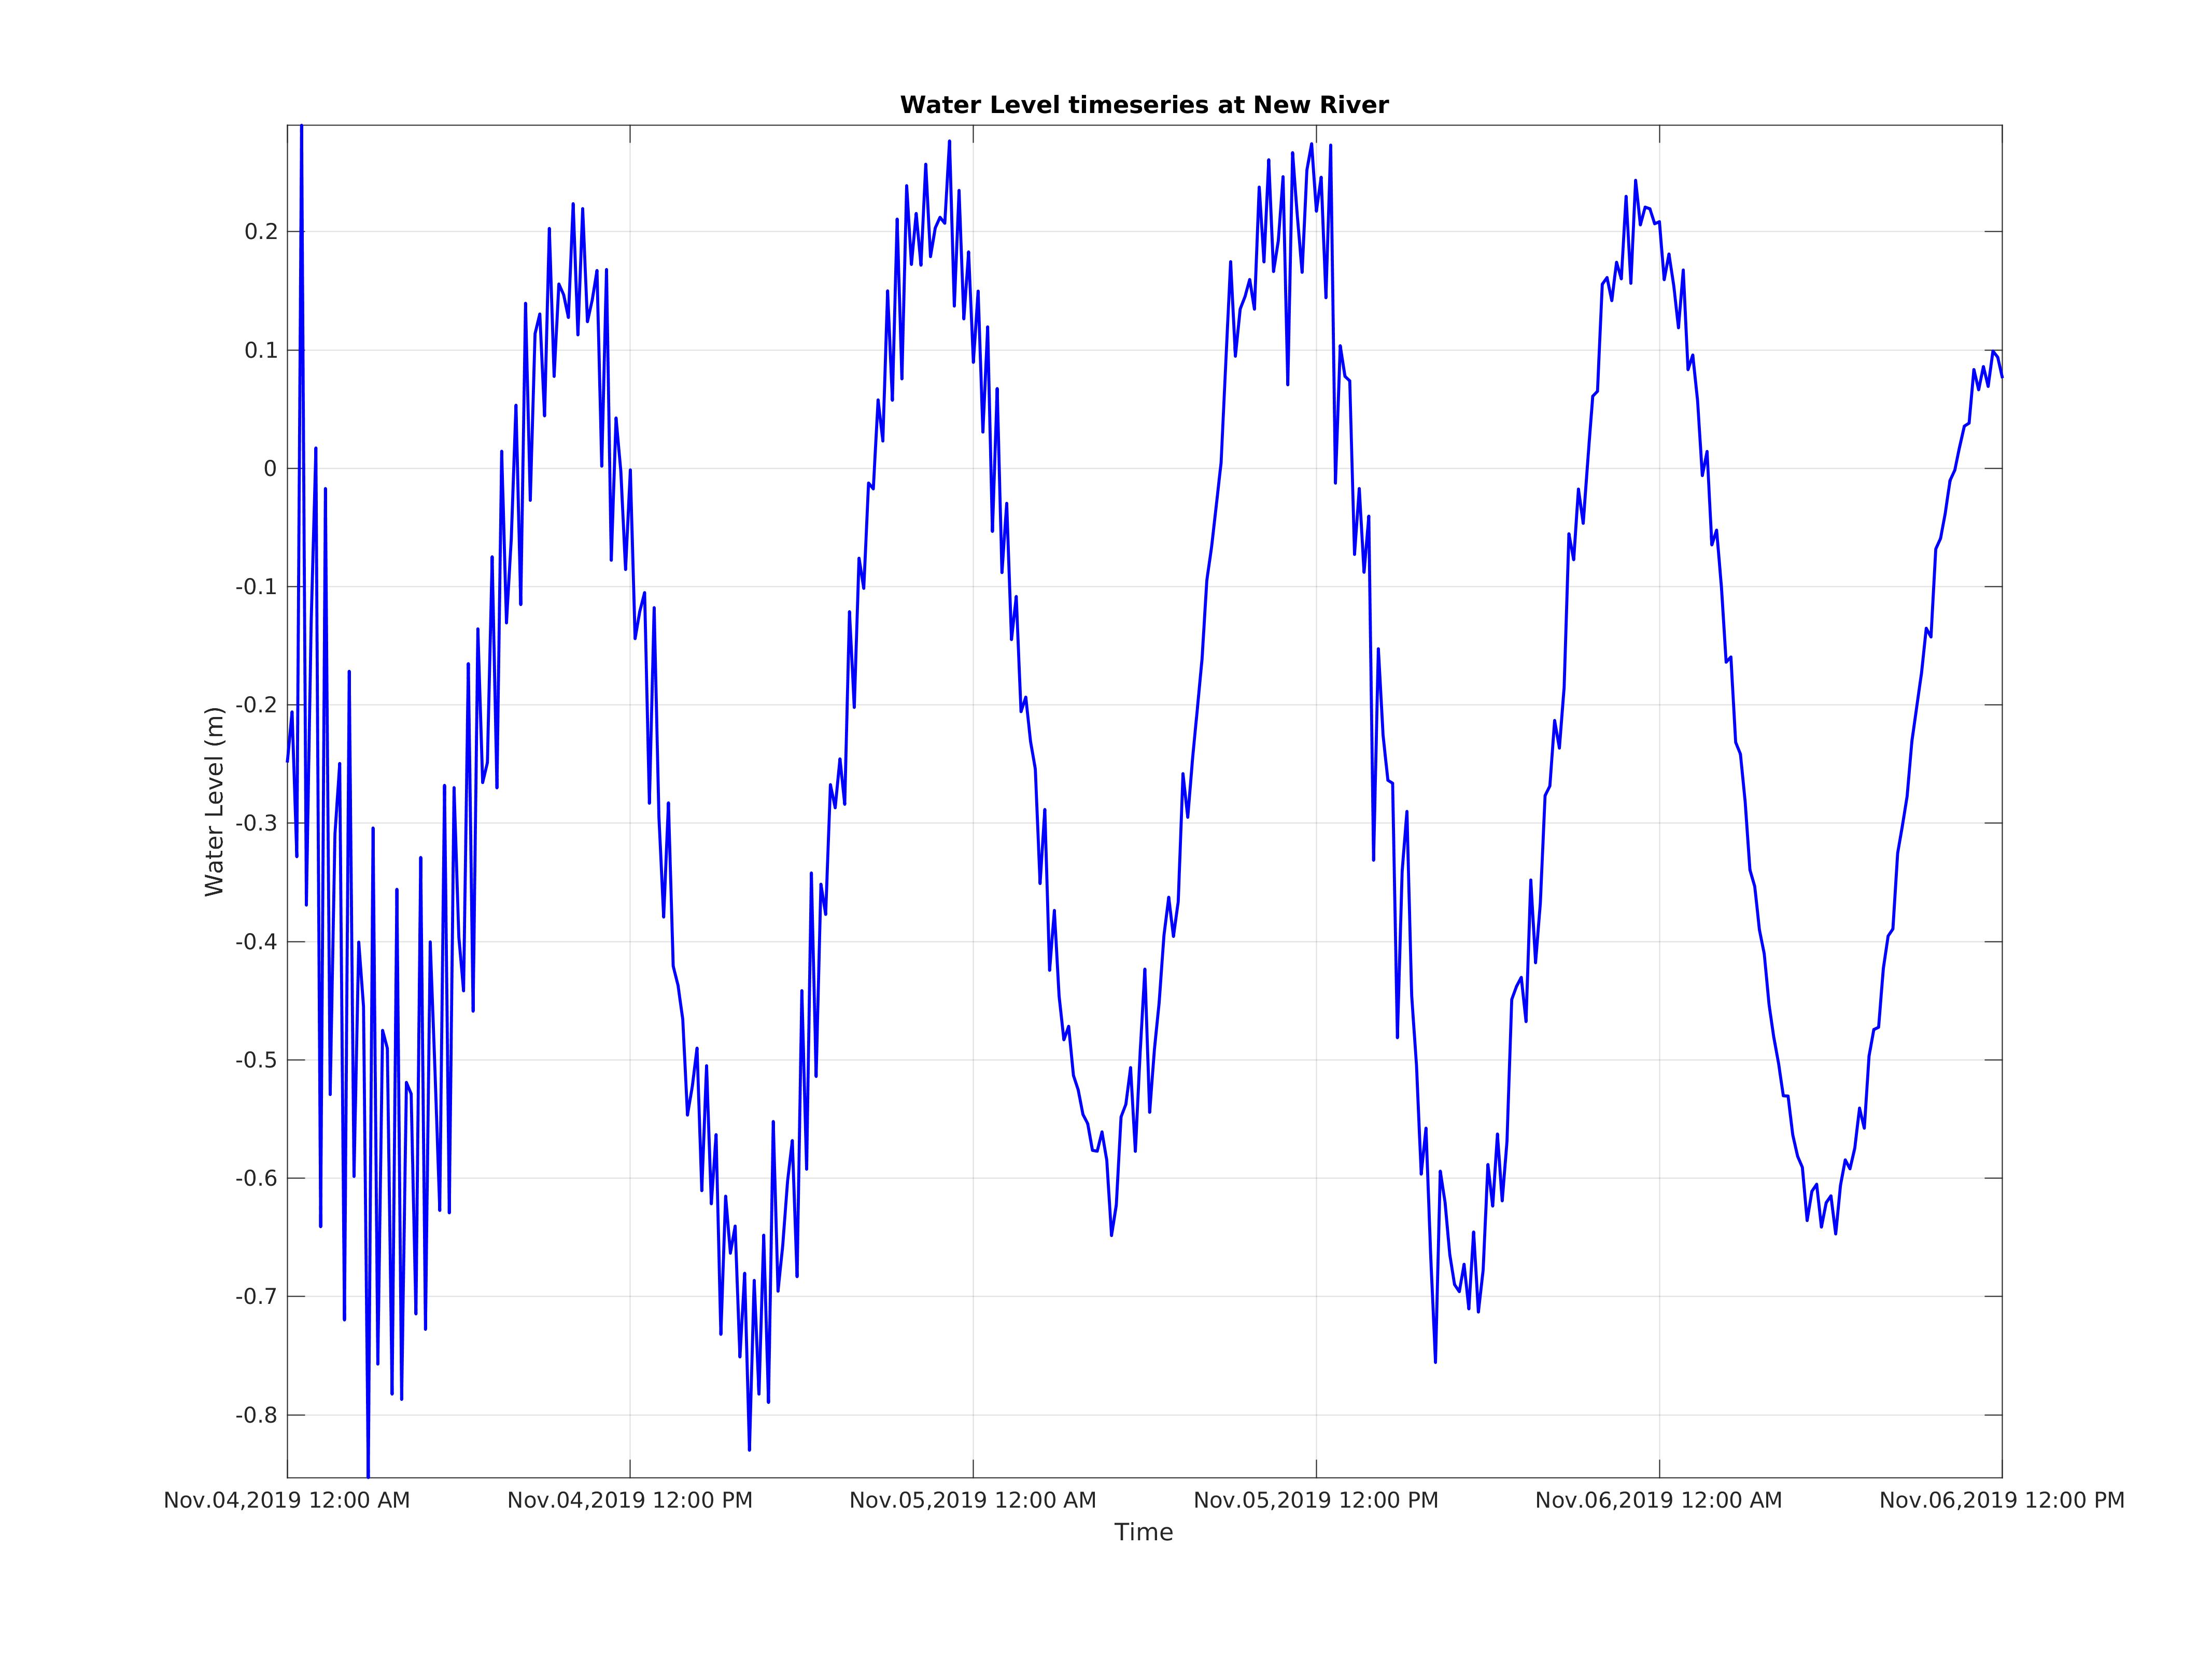 Water Level timeseries at New River
0.2
0.1
0
-0.1
-0.2
-0.3
-0.4
-0.5
-0.6
-0.7
-0.8
Water Level (m)
Nov.04,2019 12:00 AM
Nov.04,2019 12:00 PM
Nov.05,2019 12:00 AM
Nov.05,2019 12:00 PM
Nov.06,2019 12:00 AM
Nov.06,2019 12:00 PM
Time